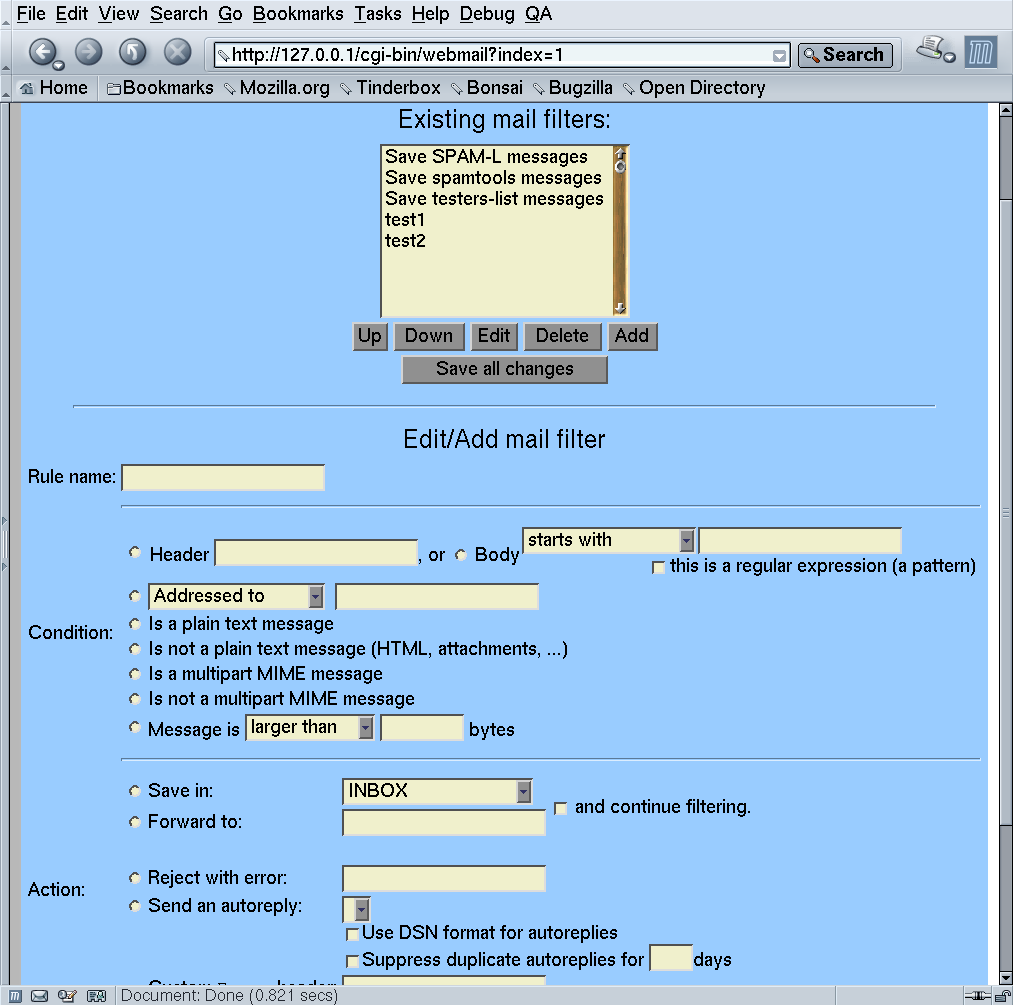 File Edit View Search Go Bookmarks Tasks Help Debug QA
http://127.0.0.1/cgi-bin/webmail?index=1 Search
Home Bookmarks Mozilla.org Tinderbox Bonsai Bugzilla Open Directory
Existing mail filters:
Save SPAM-L messages
Save spamtools messages
Save testers-list messages
test1
test2
Up Down Edit Delete Add
Save all changes
Edit/Add mail filter
Rule name:
Header , or Body starts with
this is a regular expression (a pattern)
Addressed to
Is a plain text message
Condition:
Is not a plain text message (HTML, attachments, ...)
Is a multipart MIME message
Is not a multipart MIME message
Message is larger than bytes
Save in: INBOX
and continue filtering.
Forward to:
Reject with error:
Action:
Send an autoreply:
Use DSN format for autoreplies
Suppress duplicate autoreplies for days
Document: Done (0.821 secs)